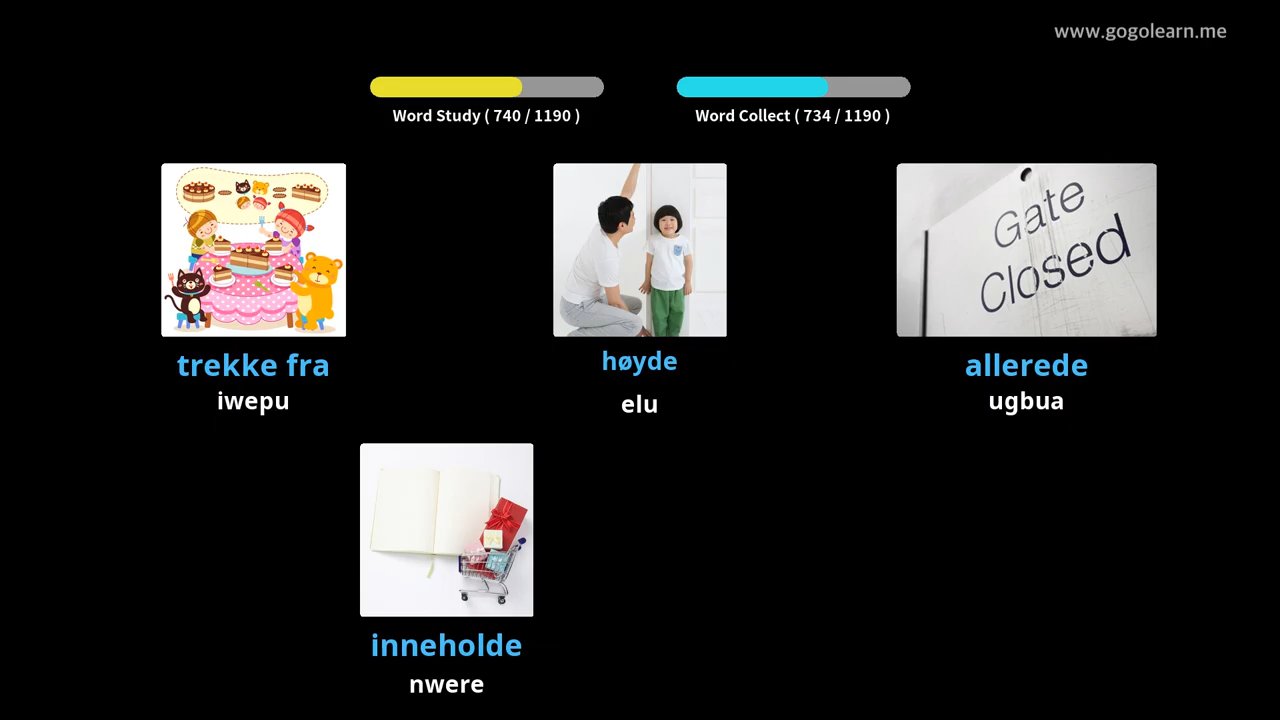 www.gogolearn.me
Word Study ( 740 / 1190 )
Word Collect ( 734 / 1190 )
Gate
Closed
trekke fra
iwepu
høyde
elu
allerede
ugbua
inneholde
nwere